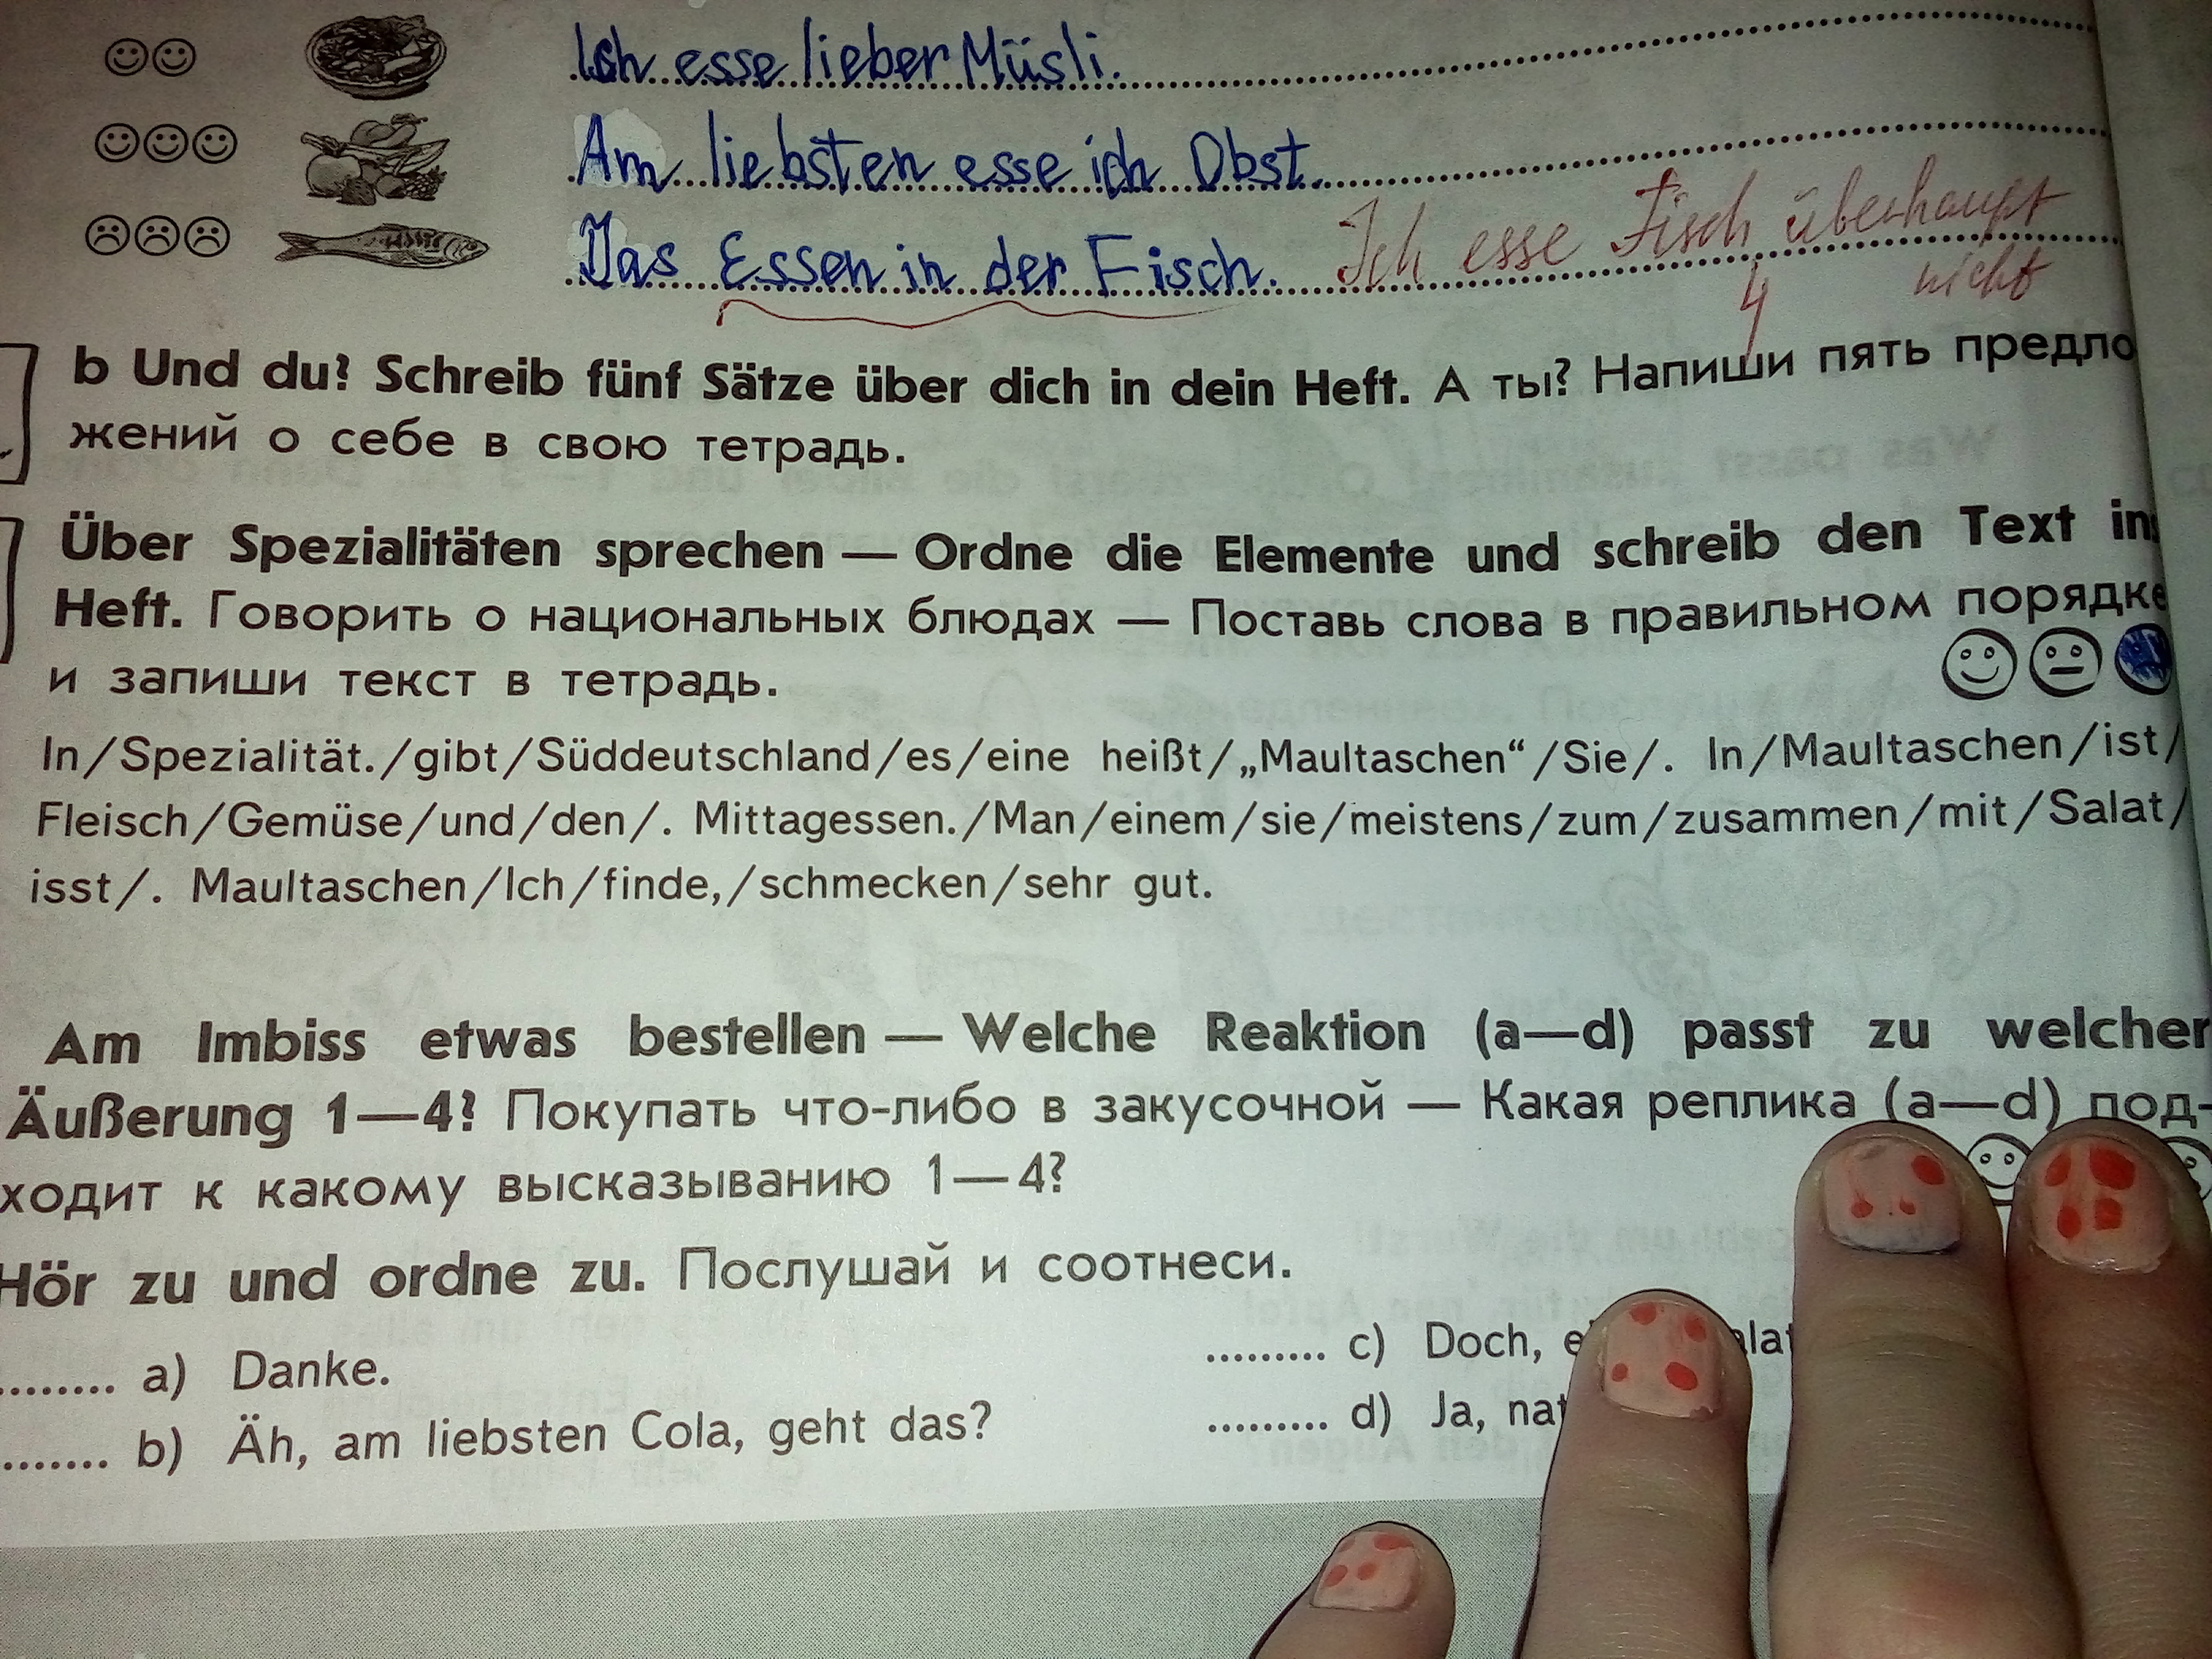 Ich esse lieber Müsli.
Am liebsten esse ich Obst.
Das Essen in der Fisch. Ich esse Fisch überhaupt
nicht
4
b Und du? Schreib fünf Sätze über dich in dein Heft. А ты? Напиши пять предло
жений о себе в свою тетрадь.
Über Spezialitäten sprechen — Ordne die Elemente und schreib den Text ins
Heft. Говорить о национальных блюдах — Поставь слова в правильном порядке
и запиши текст в тетрадь.
In/Spezialität./gibt/Süddeutschland/es/eine heißt/„Maultaschen“/Sie/. In/Maultaschen/ist/
Fleisch/Gemüse/und/den/. Mittagessen./Man/einem/sie/meistens/zum/zusammen/mit/Salat/
isst/. Maultaschen/Ich/finde,/schmecken/sehr gut.
Am Imbiss etwas bestellen — Welche Reaktion (a—d) passt zu welcher
Äußerung 1—4? Покупать что-либо в закусочной — Какая реплика (a—d) под-
ходит к какому высказыванию 1—4?
Hör zu und ordne zu. Послушай и соотнеси.
......... a) Danke.
......... c) Doch,
......... b) Äh, am liebsten Cola, geht das?
......... d) Ja,